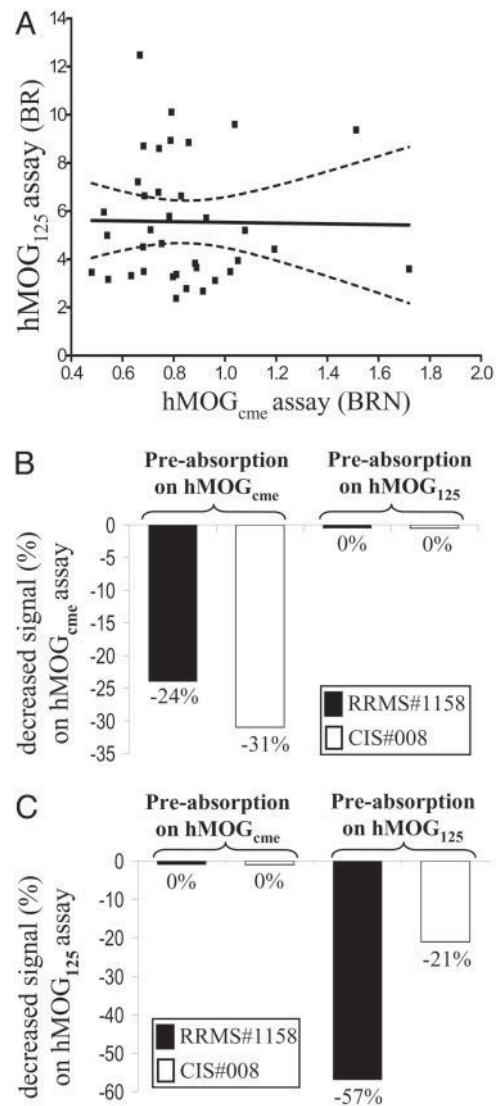 A
14
12
10
8
6
4
2
0
hMOG125 assay (BR)
0.4 0.6 0.8 1.0 1.2 1.4 1.6 1.8 2.0
hMOGcme assay (BRN)
B
Pre-absorption on hMOGcme
Pre-absorption on hMOG125
decreased signal (%)
on hMOGcme assay
0
-5
-10
-15
-20
-25
-30
-35
-24%
-31%
0%
0%
RRMS#1158
CIS#008
C
Pre-absorption on hMOGcme
Pre-absorption on hMOG125
decreased signal (%)
on hMOG125 assay
0
-10
-20
-30
-40
-50
-60
0%
0%
-57%
-21%
RRMS#1158
CIS#008